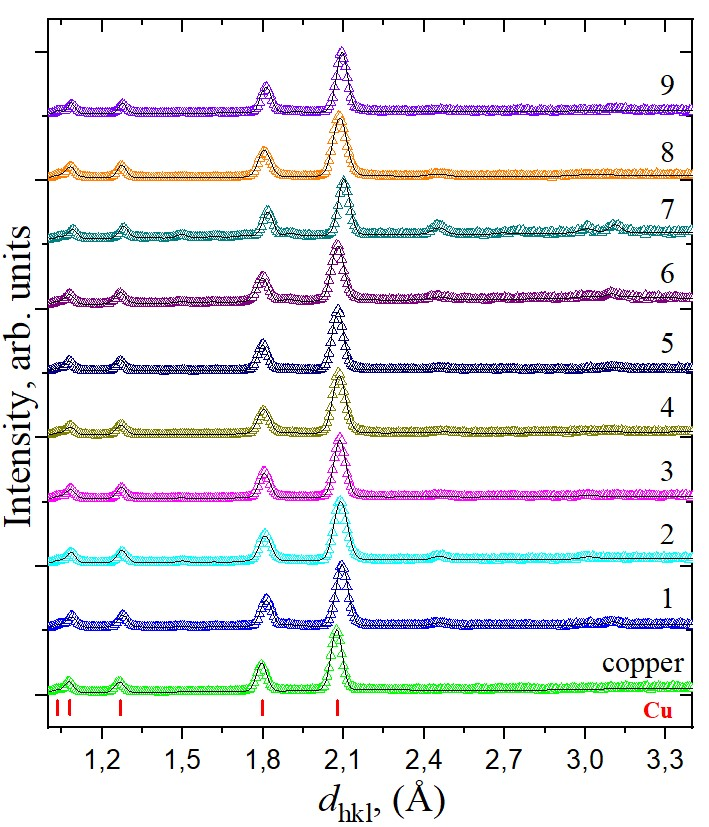 Intensity, arb. units
9
8
7
6
5
4
3
2
1
copper
Cu
1,2 1,5 1,8 2,1 2,4 2,7 3,0 3,3
dhkl, (Å)